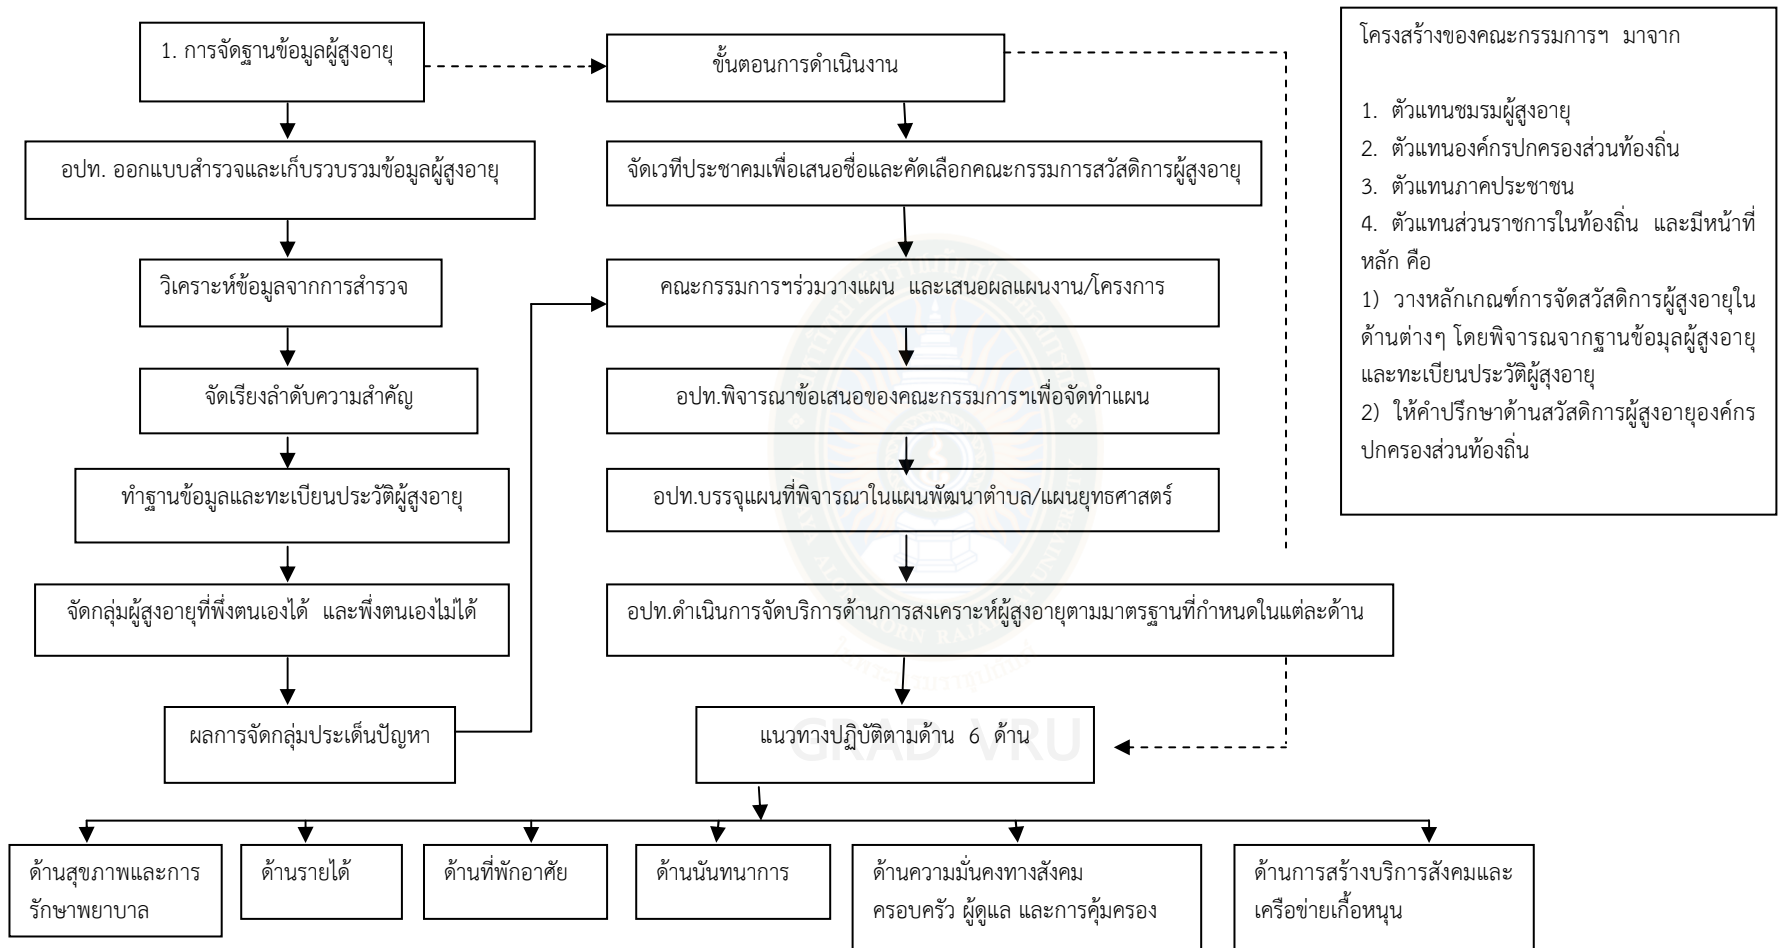 1. การจัดฐานข้อมูลผู้สูงอายุ
อปท. ออกแบบสำรวจและเก็บรวบรวมข้อมูลผู้สูงอายุ
วิเคราะห์ข้อมูลจากการสำรวจ
จัดเรียงลำดับความสำคัญ
ทำฐานข้อมูลและทะเบียนประวัติผู้สูงอายุ
จัดกลุ่มผู้สูงอายุที่พึ่งตนเองได้ และพึ่งตนเองไม่ได้
ผลการจัดกลุ่มประเด็นปัญหา
ขั้นตอนการดำเนินงาน
จัดเวทีประชาคมเพื่อเสนอชื่อและคัดเลือกคณะกรรมการสวัสดิการผู้สูงอายุ
คณะกรรมการฯร่วมวางแผน และเสนอผลแผนงาน/โครงการ
อปท.พิจารณาข้อเสนอของคณะกรรมการฯเพื่อจัดทำแผน
อปท.บรรจุแผนที่พิจารณาในแผนพัฒนาตำบล/แผนยุทธศาสตร์
อปท.ดำเนินการจัดบริการด้านการสงเคราะห์ผู้สูงอายุตามมาตรฐานที่กำหนดในแต่ละด้าน
แนวทางปฏิบัติตามด้าน 6 ด้าน
GRAD VRU
ด้านสุขภาพและการ
รักษาพยาบาล
ด้านรายได้
ด้านที่พักอาศัย
ด้านนันทนาการ
ด้านความมั่นคงทางสังคม
ครอบครัว ผู้ดูแล และการคุ้มครอง
ด้านการสร้างบริการสังคมและ
เครือข่ายเกื้อหนุน
โครงสร้างของคณะกรรมการฯ มาจาก
1. ตัวแทนชมรมผู้สูงอายุ
2. ตัวแทนองค์กรปกครองส่วนท้องถิ่น
3. ตัวแทนภาคประชาชน
4. ตัวแทนส่วนราชการในท้องถิ่น และมีหน้าที่
หลัก คือ
1) วางหลักเกณฑ์การจัดสวัสดิการผู้สูงอายุใน
ด้านต่างๆ โดยพิจารณจากฐานข้อมุลผู้สูงอายุ
และทะเบียนประวัติผู้สุงอายุ
2) ให้คำปรึกษาด้านสวัสดิการผู้สูงอายุองค์กร
ปกครองส่วนท้องถิ่น